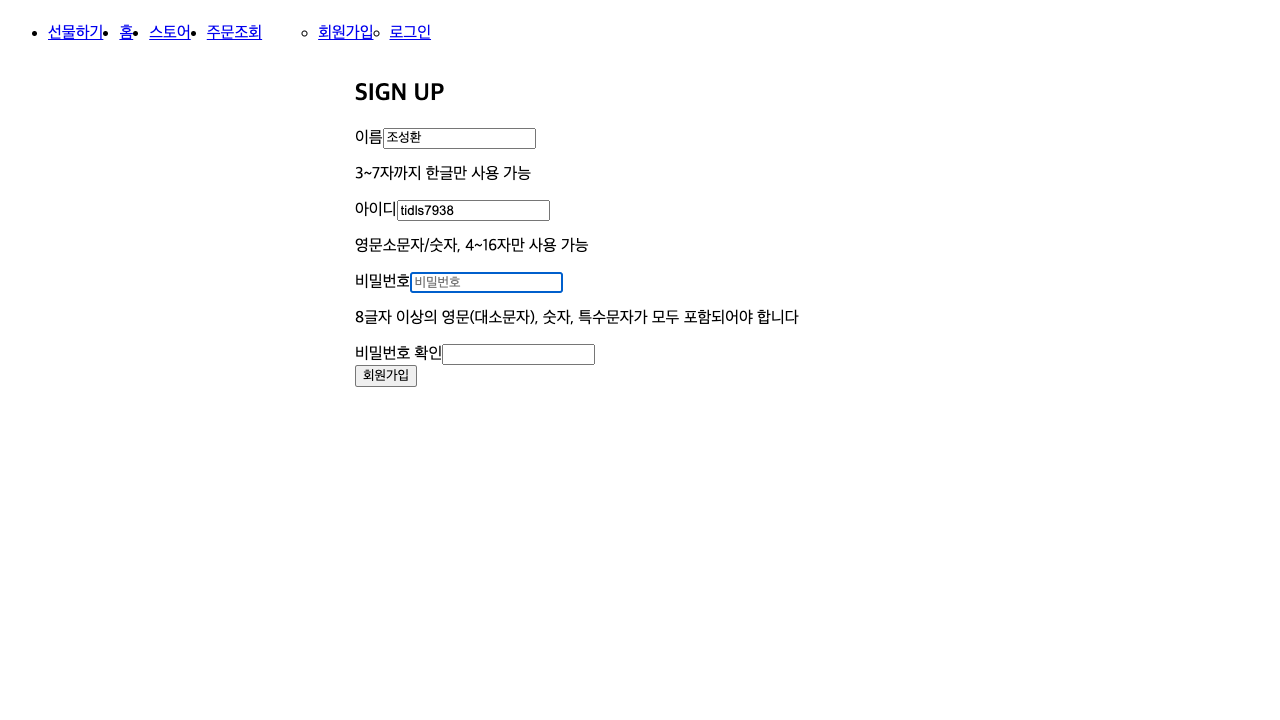 선물하기 홈 스토어 주문조회 회원가입 로그인
SIGN UP
이름 조성환
3~7자까지 한글만 사용 가능
아이디 tidls7938
영문소문자/숫자, 4~16자만 사용 가능
비밀번호 비밀번호
8글자 이상의 영문(대소문자), 숫자, 특수문자가 모두 포함되어야 합니다
비밀번호 확인
회원가입